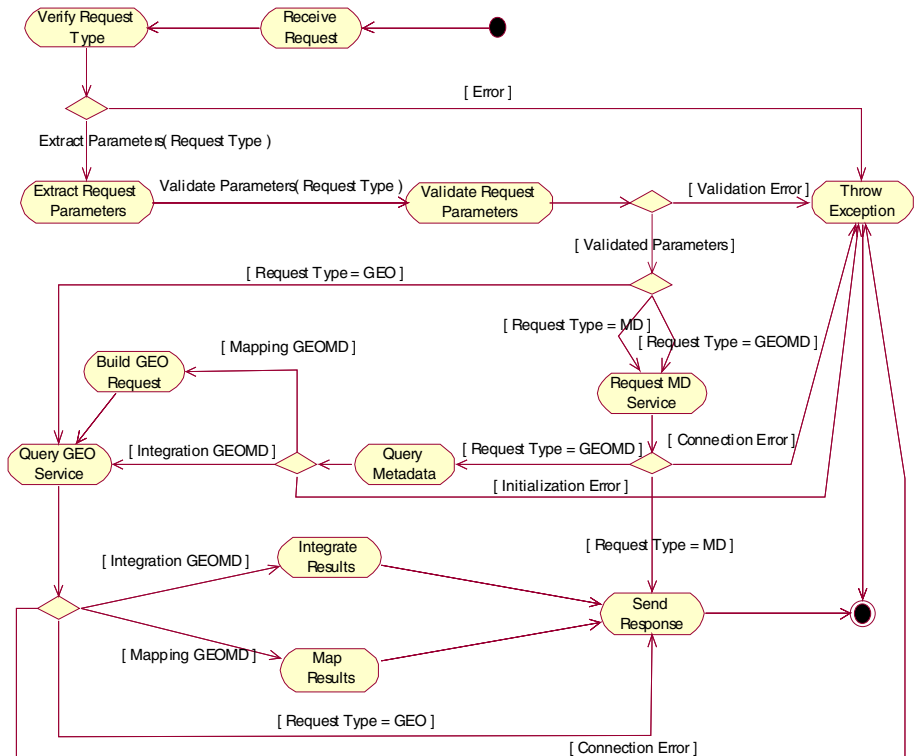 Verify Request
Type
Receive
Request
[ Error ]
Extract Parameters( Request Type )
Extract Request
Parameters
Validate Parameters( Request Type )
Validate Request
Parameters
[ Validation Error ]
Throw
Exception
[ Validated Parameters ]
[ Request Type = GEO ]
[ Request Type = MD ]
[ Request Type = GEOMD ]
[ Mapping GEOMD ]
Build GEO
Request
Request MD
Service
[ Connection Error ]
Query GEO
Service
[ Integration GEOMD ]
Query
Metadata
[ Request Type = GEOMD ]
[ Initialization Error ]
[ Request Type = MD ]
[ Integration GEOMD ]
Integrate
Results
Send
Response
[ Mapping GEOMD ]
Map
Results
[ Request Type = GEO ]
[ Connection Error ]